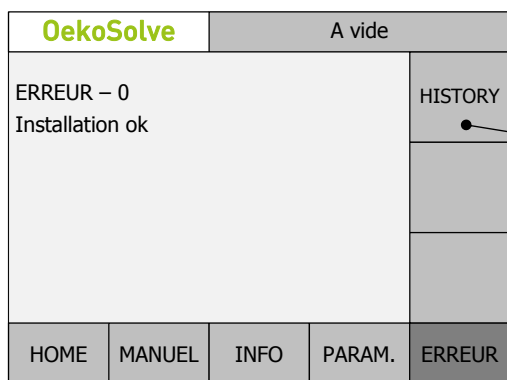 OekoSolve
A vide
ERREUR – 0
Installation ok
HISTORY
HOME
MANUEL
INFO
PARAM.
ERREUR